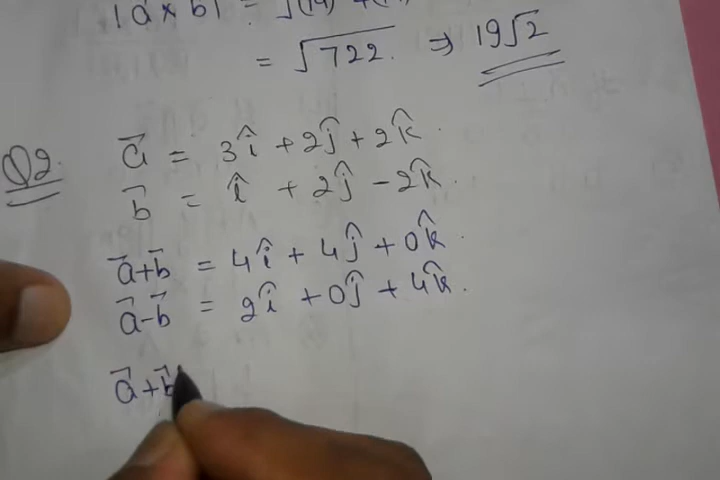 |a⃗ × b⃗| =
= √722. ⇒ 19√2
Q2. a⃗ = 3î + 2ĵ + 2k̂.
b⃗ = î + 2ĵ - 2k̂.
a⃗+b⃗ = 4î + 4ĵ + 0k̂.
a⃗-b⃗ = 2î + 0ĵ + 4k̂.
a⃗+b⃗